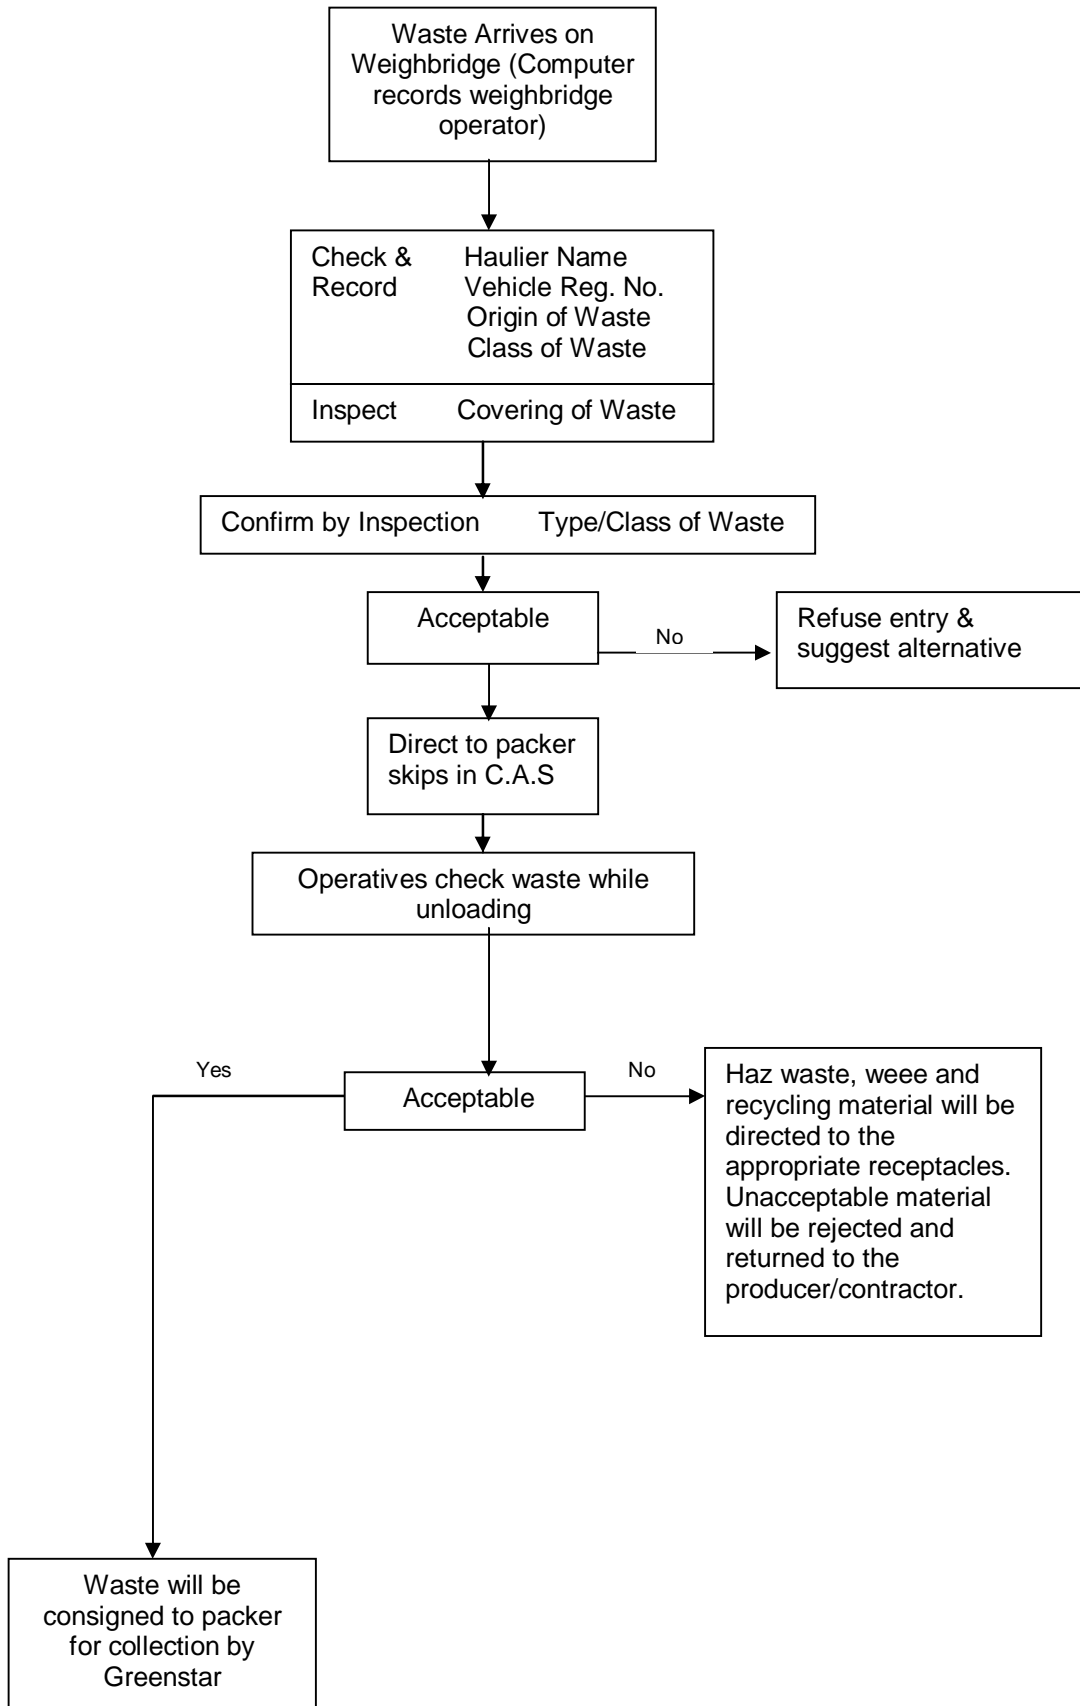 Waste Arrives on
Weighbridge (Computer
records weighbridge
operator)
Check & Haulier Name
Record Vehicle Reg. No.
Origin of Waste
Class of Waste
Inspect Covering of Waste
Confirm by Inspection Type/Class of Waste
Acceptable
No
Refuse entry &
suggest alternative
Direct to packer
skips in C.A.S
Operatives check waste while
unloading
Yes
Acceptable
No
Haz waste, weee and
recycling material will be
directed to the
appropriate receptacles.
Unacceptable material
will be rejected and
returned to the
producer/contractor.
Waste will be
consigned to packer
for collection by
Greenstar